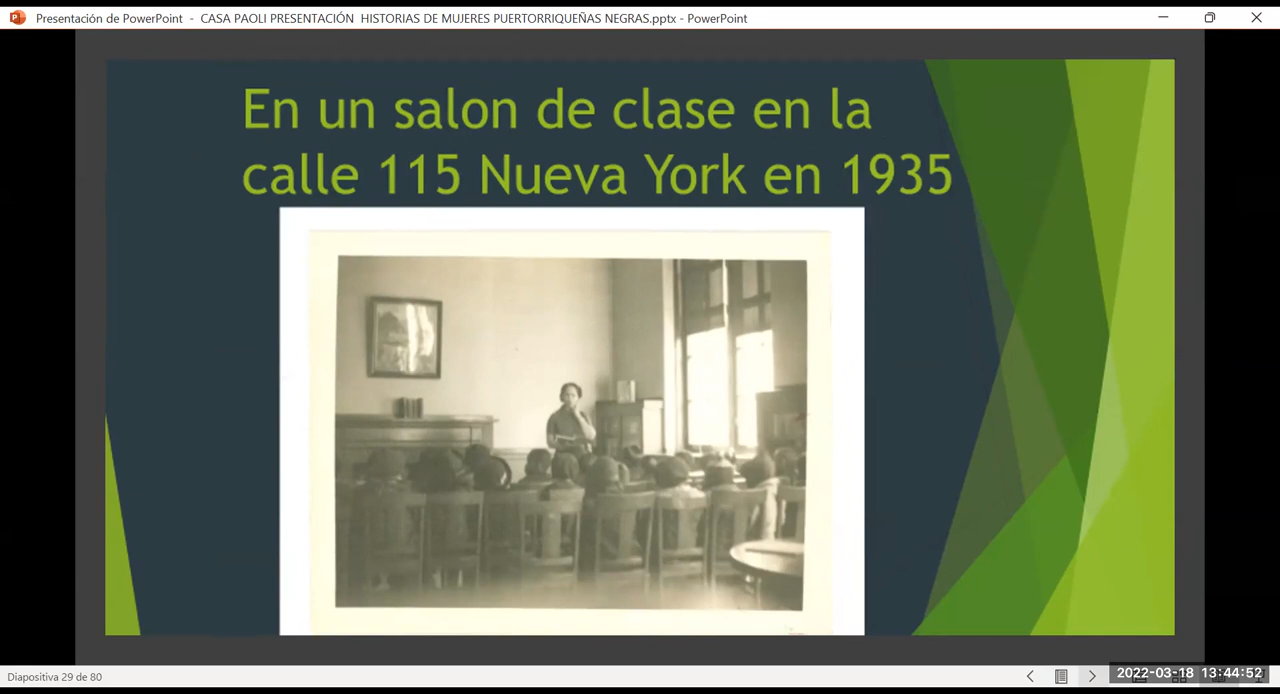 Presentación de PowerPoint - CASA PAOLI PRESENTACIÓN HISTORIAS DE MUJERES PUERTORRIQUEÑAS NEGRAS.pptx - PowerPoint
En un salon de clase en la
calle 115 Nueva York en 1935
Diapositiva 29 de 80
2022-03-18 13:44:52